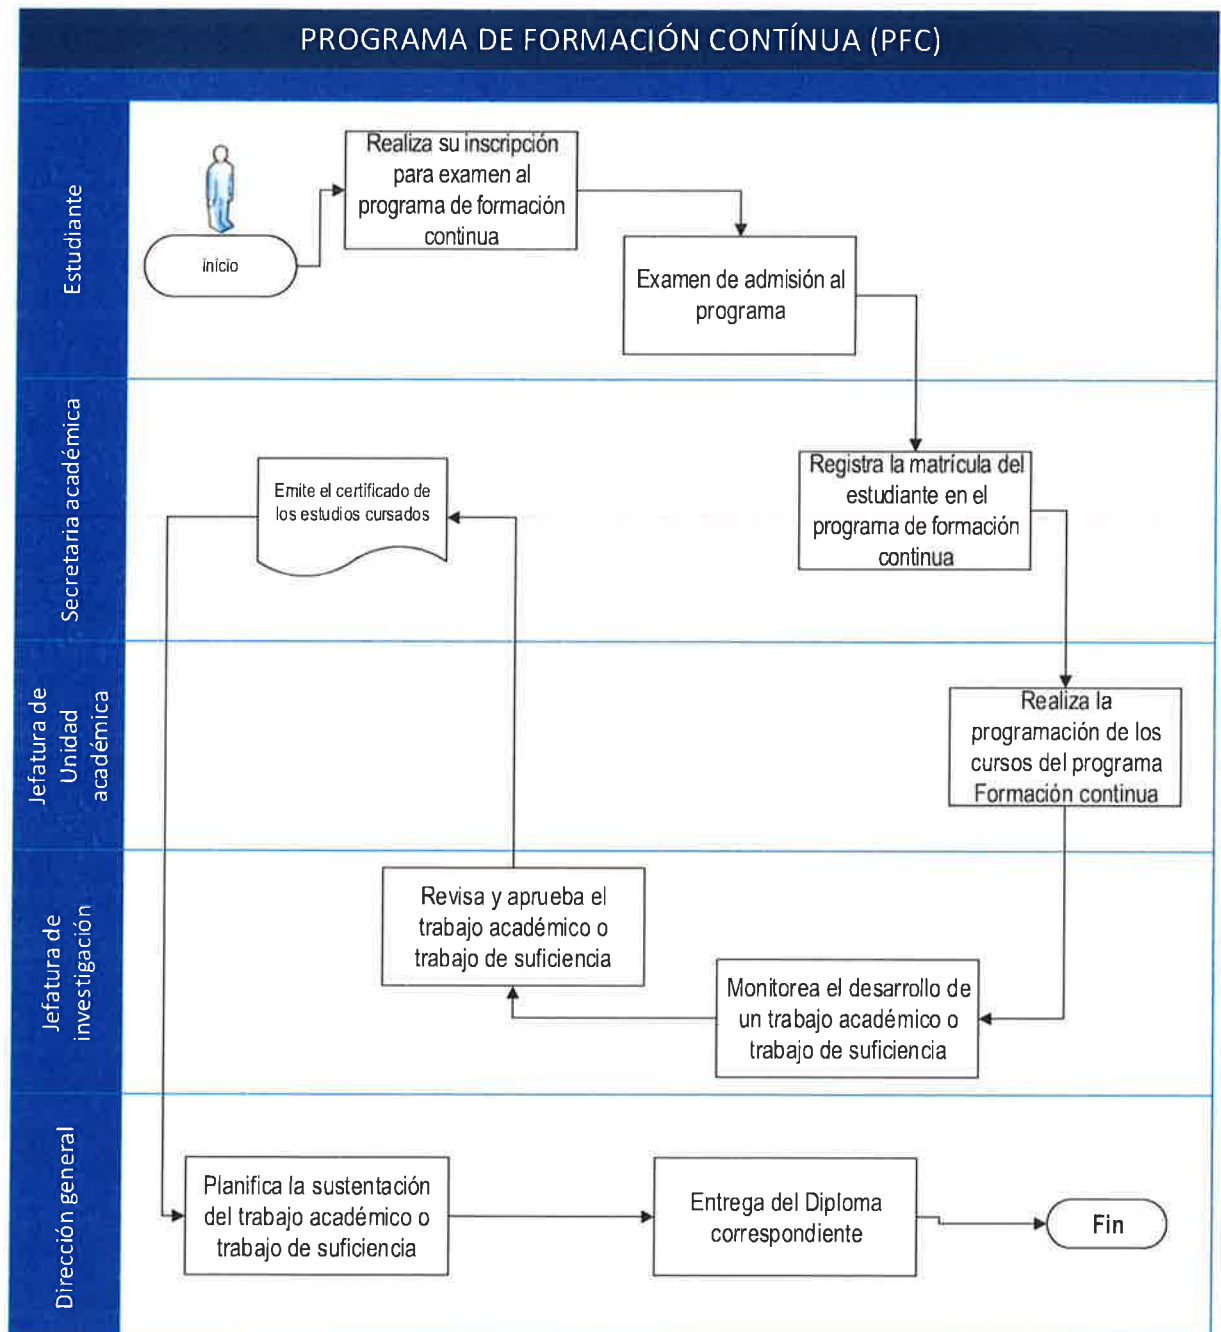 PROGRAMA DE FORMACIÓN CONTÍNUA (PFC)
Estudiante
inicio
Realiza su inscripción
para examen al
programa de formación
continua
Examen de admisión al
programa
Secretaria académica
Emite el certificado de
los estudios cursados
Registra la matrícula del
estudiante en el
programa de formación
continua
Jefatura de
Unidad
académica
Realiza la
programación de los
cursos del programa
Formación continua
Jefatura de
investigación
Revisa y aprueba el
trabajo académico o
trabajo de suficiencia
Monitorea el desarrollo de
un trabajo académico o
trabajo de suficiencia
Dirección general
Planifica la sustentación
del trabajo académico o
trabajo de suficiencia
Entrega del Diploma
correspondiente
Fin